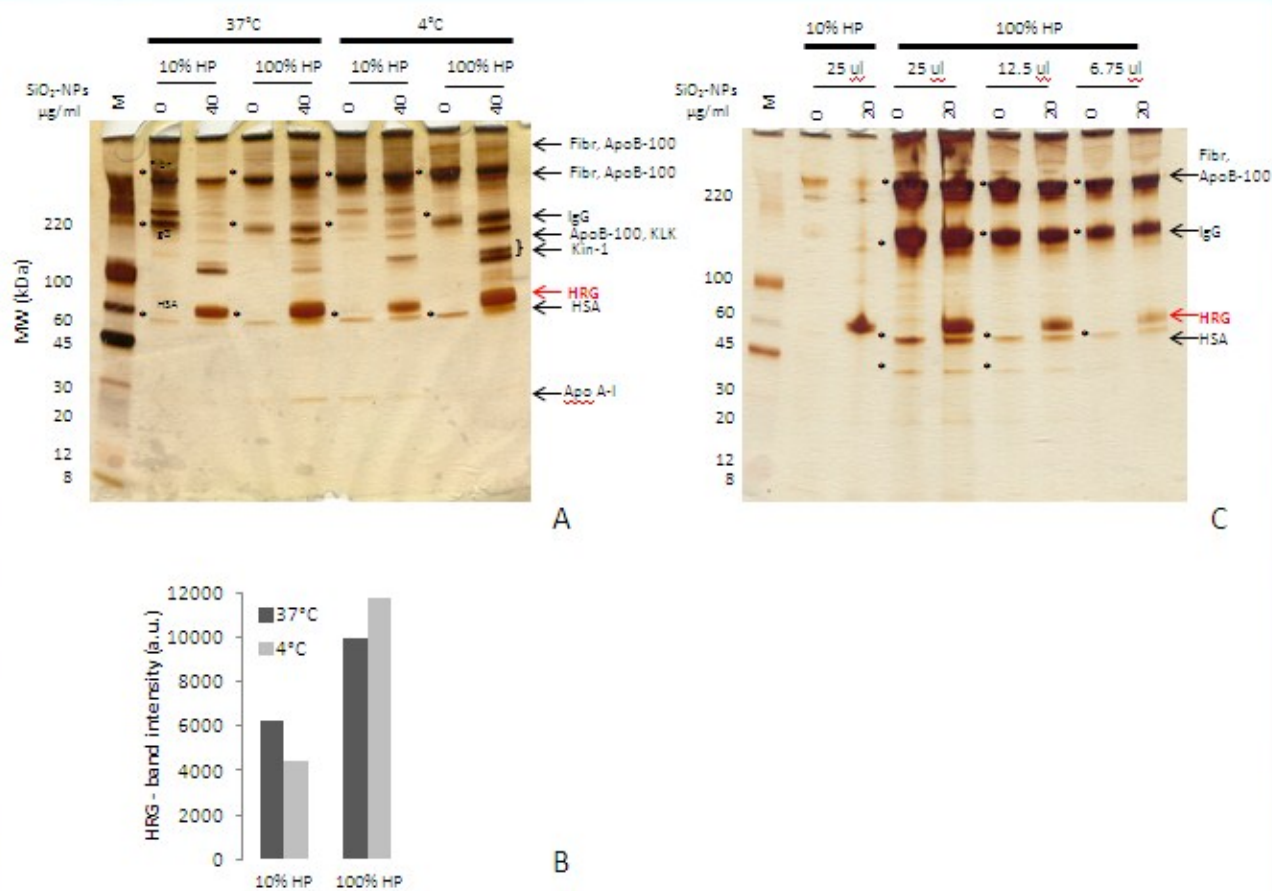 37°C 4°C
10% HP 100% HP 10% HP 100% HP
SiO₂-NPs
µg/ml
M 0 40 0 40 0 40 0 40
MW (kDa)
220
100
60
45
30
20
12
8
Fibr
IgG
HSA
Fibr, ApoB-100
Fibr, ApoB-100
IgG
ApoB-100, KLK
} Kin-1
HRG
HSA
Apo A-I
A
10% HP 100% HP
25 ul 25 ul 12.5 ul 6.75 ul
SiO₂-NPs
µg/ml
M 0 20 0 20 0 20 0 20
220
100
60
45
30
20
12
8
Fibr,
ApoB-100
IgG
HRG
HSA
C
HRG - band intensity (a.u.)
12000
10000
8000
6000
4000
2000
0
37°C
4°C
10% HP 100% HP
B